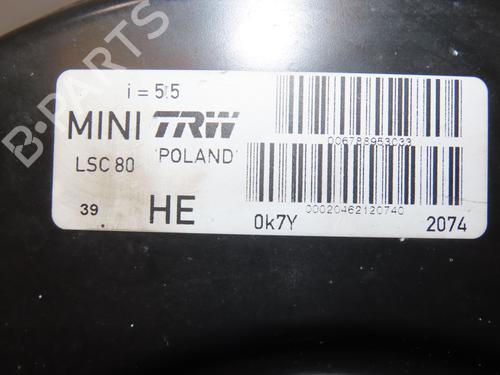 B-PARTS
i = 5.5
MINI TRW
006788953033
LSC 80 'POLAND'
00020462120740
39 HE 0k7Y 2074